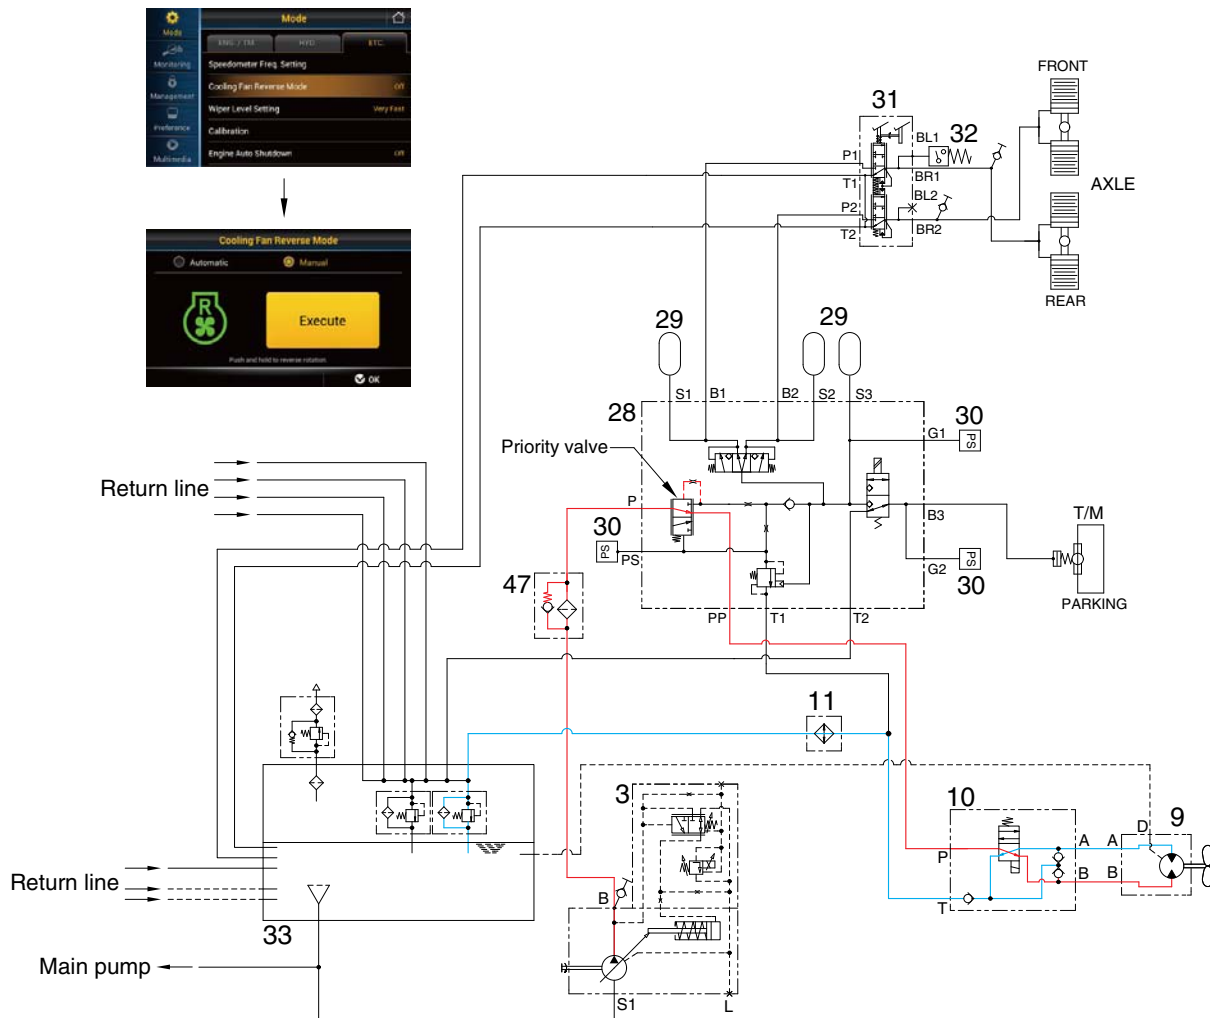 Mode
Mode
ENG / TM
HYD
ETC.
Monitoring
Speedometer Freq. Setting
Cooling Fan Reverse Mode
Off
Management
Wiper Level Setting
Very Fast
Preference
Calibration
Multimedia
Engine Auto Shutdown
Off
Cooling Fan Reverse Mode
Automatic
Manual
R
Execute
Push and hold to reverse rotation
OK
FRONT
AXLE
REAR
31
32
P1
T1
P2
T2
BL1
BR1
BL2
BR2
29
29
S1
B1
B2
S2
S3
28
Priority valve
G1
30
PS
Return line
P
30
PS
PS
B3
T/M
G2
PS
30
PARKING
47
PP
T1
T2
11
3
10
9
D
P
A
A
B
B
T
B
Return line
33
Main pump
S1
L